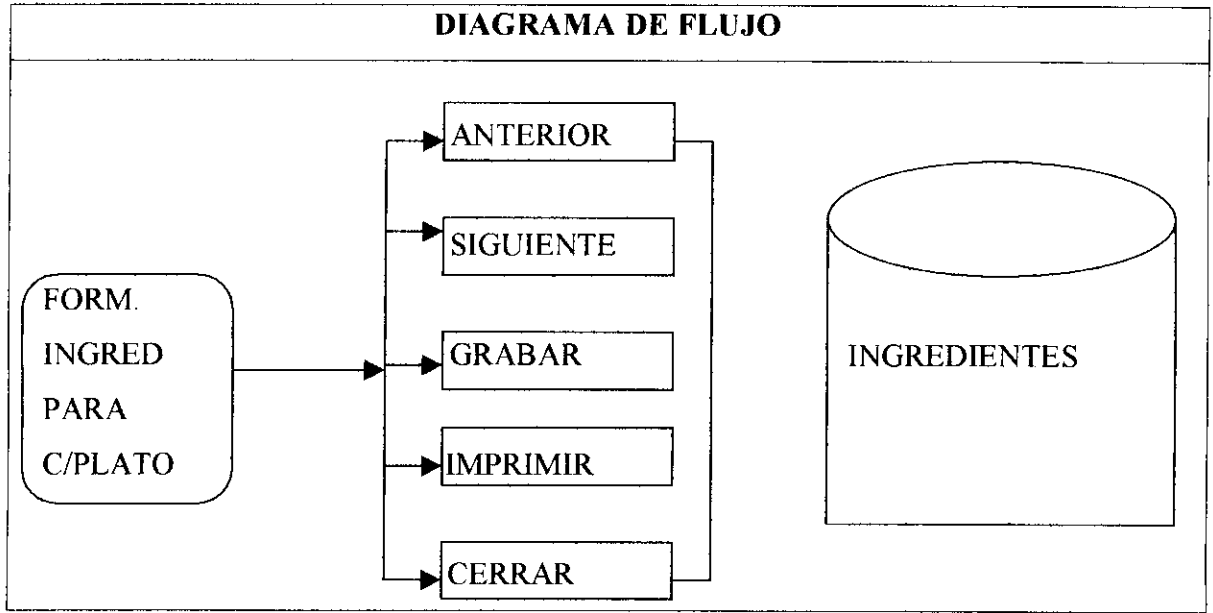 DIAGRAMA DE FLUJO
ANTERIOR
SIGUIENTE
FORM.
INGRED
PARA
C/PLATO
GRABAR
IMPRIMIR
CERRAR
INGREDIENTES